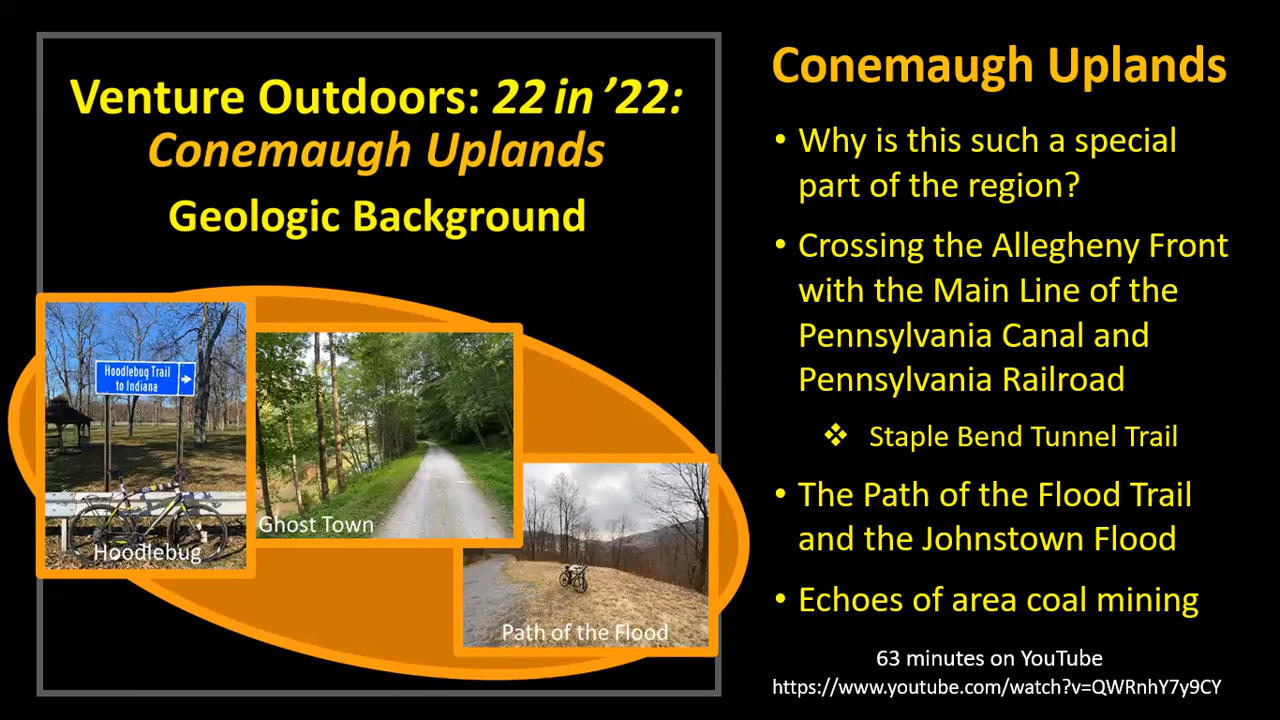 Venture Outdoors: 22 in ’22:
Conemaugh Uplands
Geologic Background
Hoodlebug Trail
to Indiana
Hoodlebug
Ghost Town
Path of the Flood
Conemaugh Uplands
• Why is this such a special
part of the region?
• Crossing the Allegheny Front
with the Main Line of the
Pennsylvania Canal and
Pennsylvania Railroad
❖ Staple Bend Tunnel Trail
• The Path of the Flood Trail
and the Johnstown Flood
• Echoes of area coal mining
63 minutes on YouTube
https://www.youtube.com/watch?v=QWRnhY7y9CY